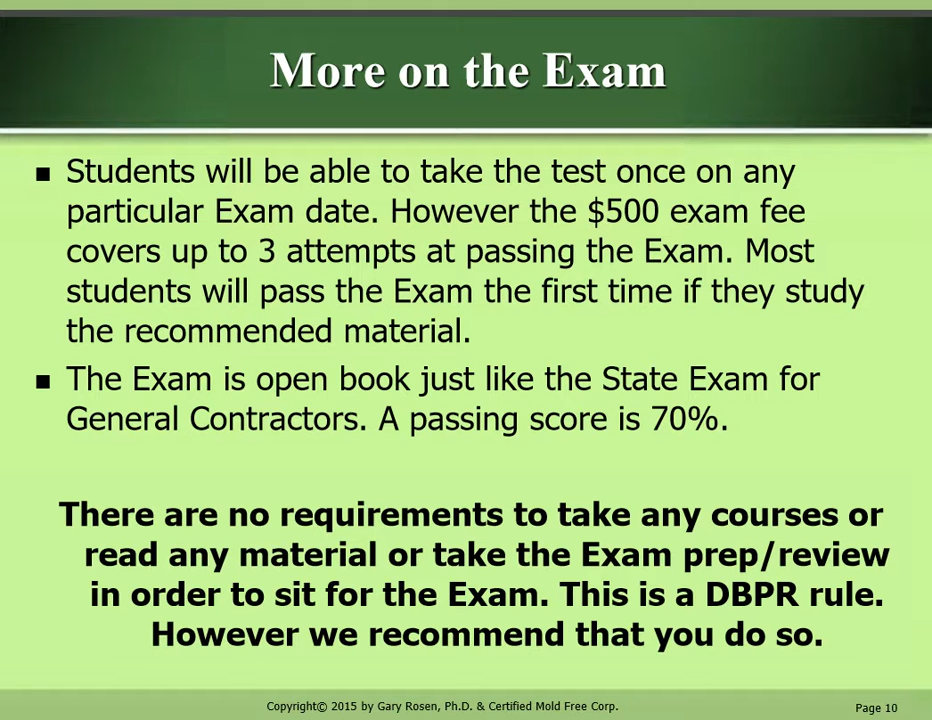 More on the Exam
■ Students will be able to take the test once on any
particular Exam date. However the $500 exam fee
covers up to 3 attempts at passing the Exam. Most
students will pass the Exam the first time if they study
the recommended material.
■ The Exam is open book just like the State Exam for
General Contractors. A passing score is 70%.
There are no requirements to take any courses or
read any material or take the Exam prep/review
in order to sit for the Exam. This is a DBPR rule.
However we recommend that you do so.
Copyright© 2015 by Gary Rosen, Ph.D. & Certified Mold Free Corp.
Page 10